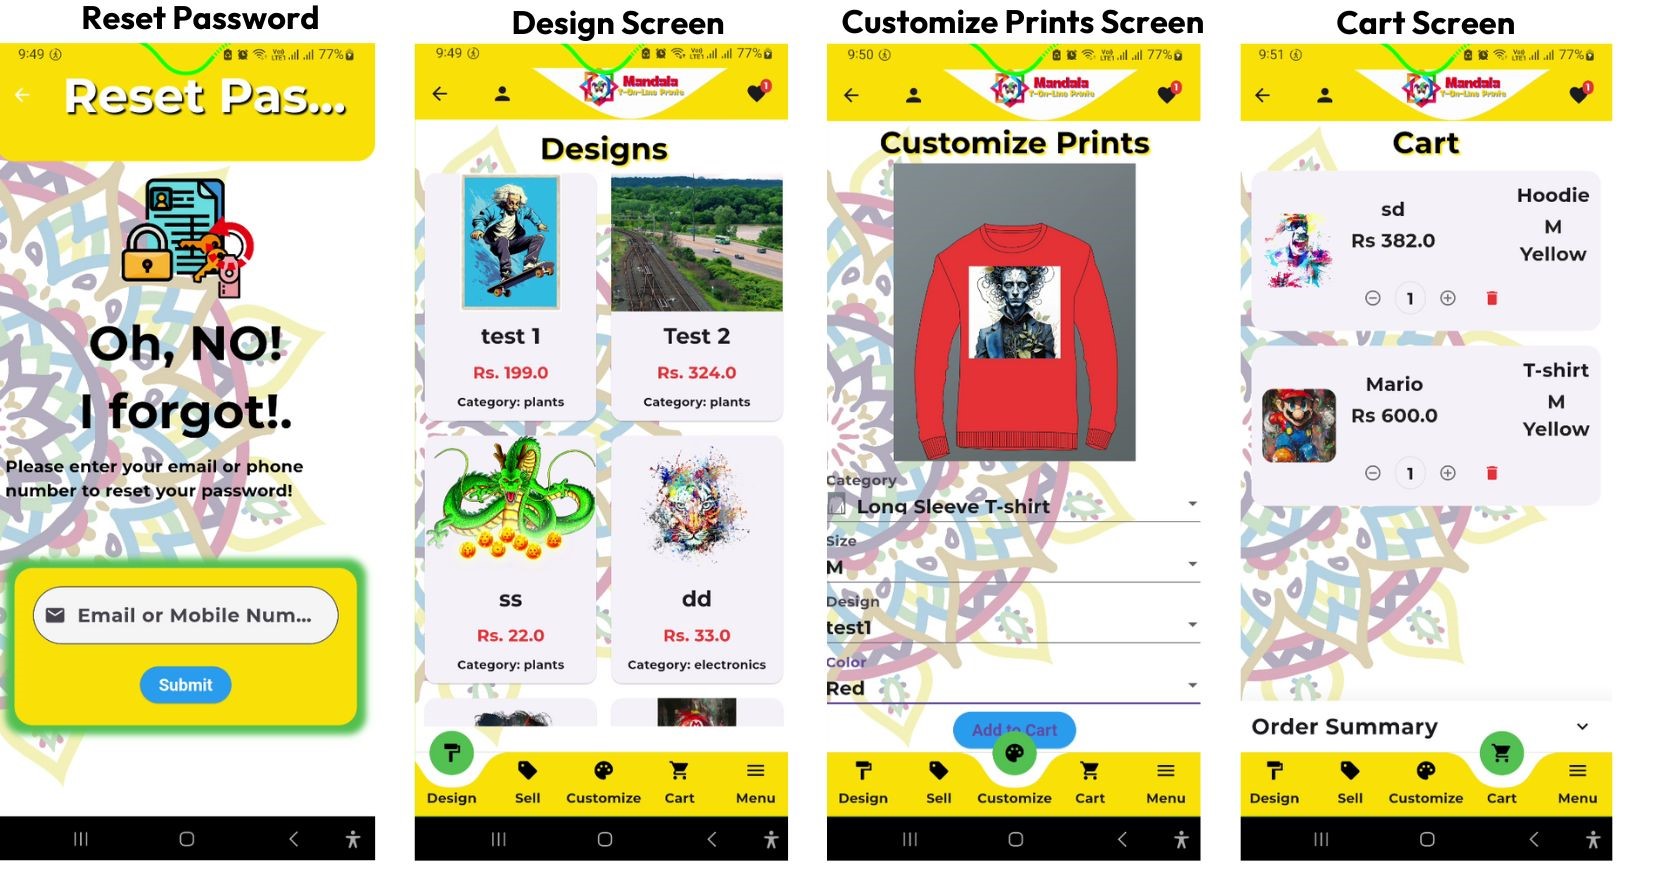 Reset Password
9:49
77%
Reset Pas...
Oh, NO!
I forgot!.
Please enter your email or phone
number to reset your password!
Email or Mobile Num...
Submit
Design Screen
9:49
77%
Mandala
T-On-Line Prints
1
Designs
test 1
Rs. 199.0
Category: plants
Test 2
Rs. 324.0
Category: plants
ss
Rs. 22.0
Category: plants
dd
Rs. 33.0
Category: electronics
Design
Sell
Customize
Cart
Menu
Customize Prints Screen
9:50
77%
Mandala
T-On-Line Prints
1
Customize Prints
Category
Long Sleeve T-shirt
Size
M
Design
test1
Color
Red
Add to Cart
Design
Sell
Customize
Cart
Menu
Cart Screen
9:51
77%
Mandala
T-On-Line Prints
1
Cart
sd
Rs 382.0
Hoodie
M
Yellow
1
Mario
Rs 600.0
T-shirt
M
Yellow
1
Order Summary
Design
Sell
Customize
Cart
Menu